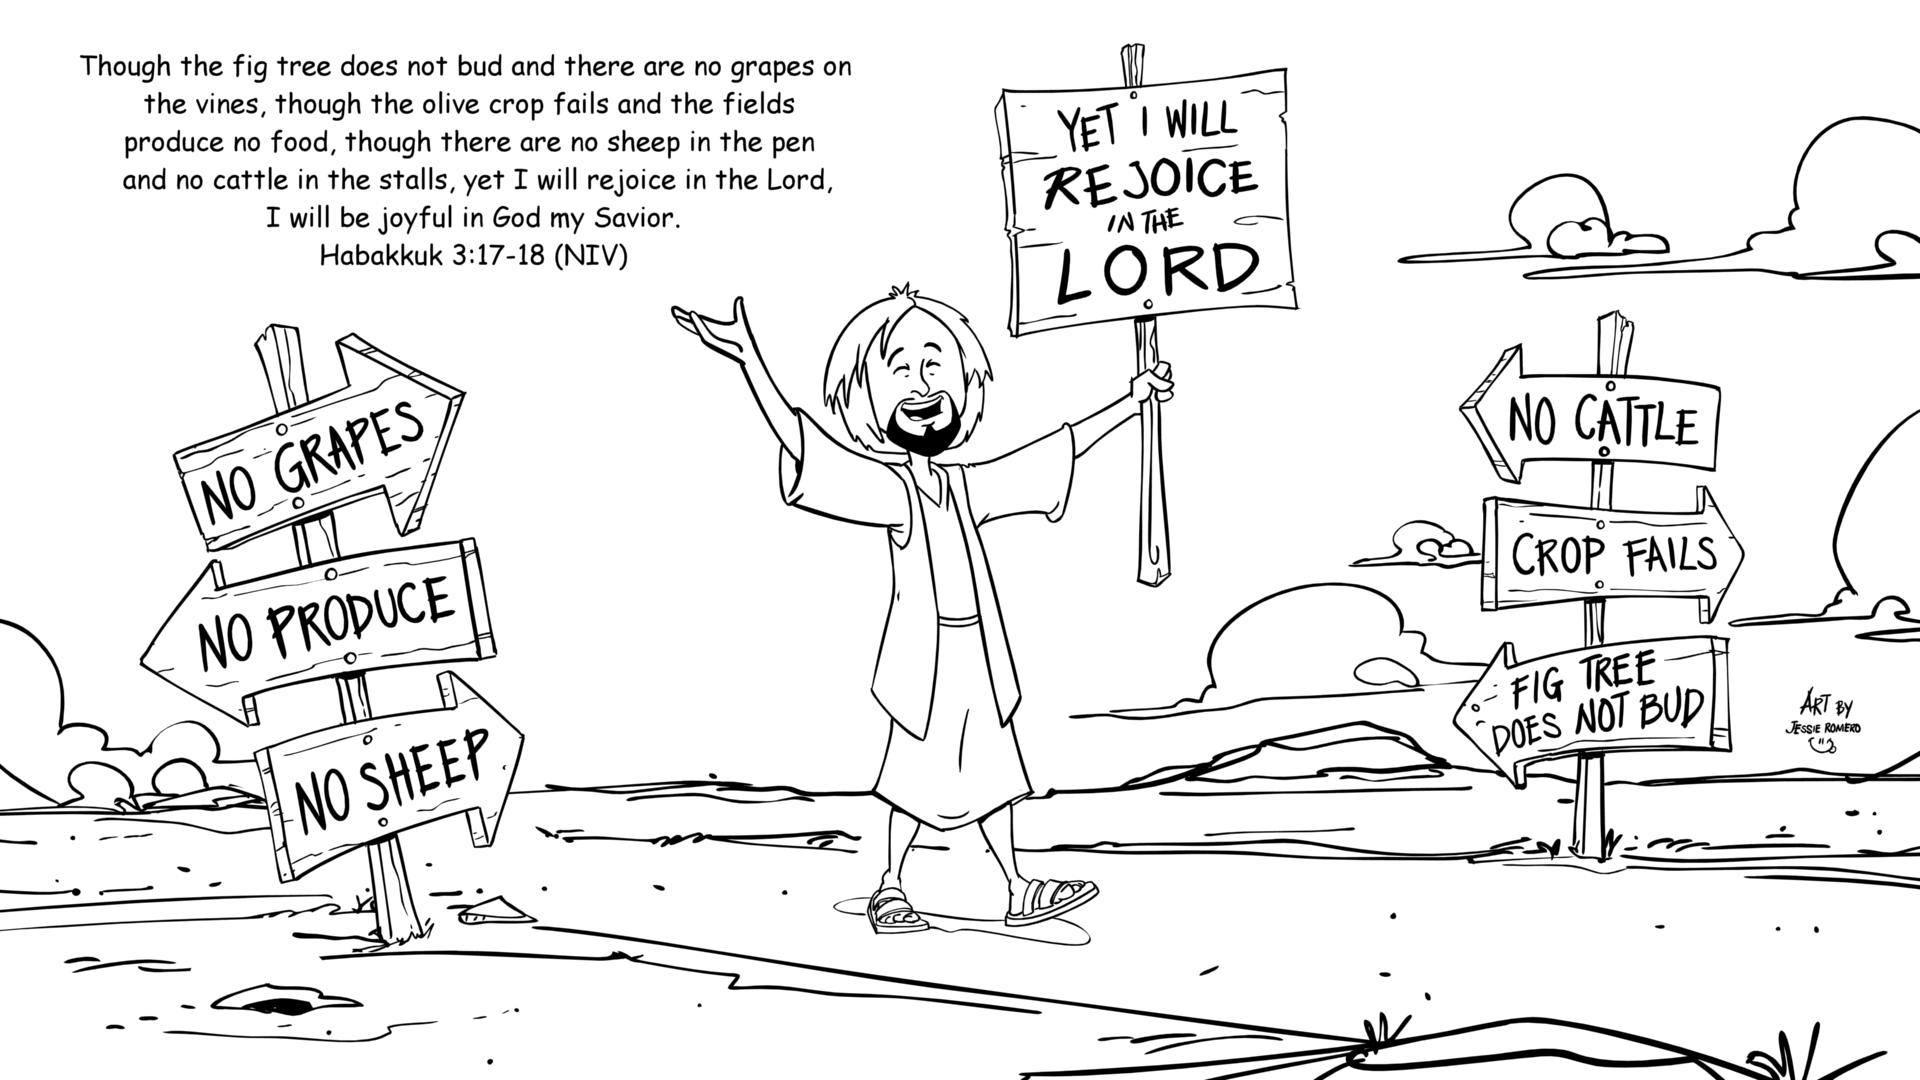 Though the fig tree does not bud and there are no grapes on
the vines, though the olive crop fails and the fields
produce no food, though there are no sheep in the pen
and no cattle in the stalls, yet I will rejoice in the Lord,
I will be joyful in God my Savior.
Habakkuk 3:17-18 (NIV)
YET I WILL
REJOICE
IN THE
LORD
NO GRAPES
NO PRODUCE
NO SHEEP
NO CATTLE
CROP FAILS
FIG TREE
DOES NOT BUD
ART BY
JESSIE ROMERO